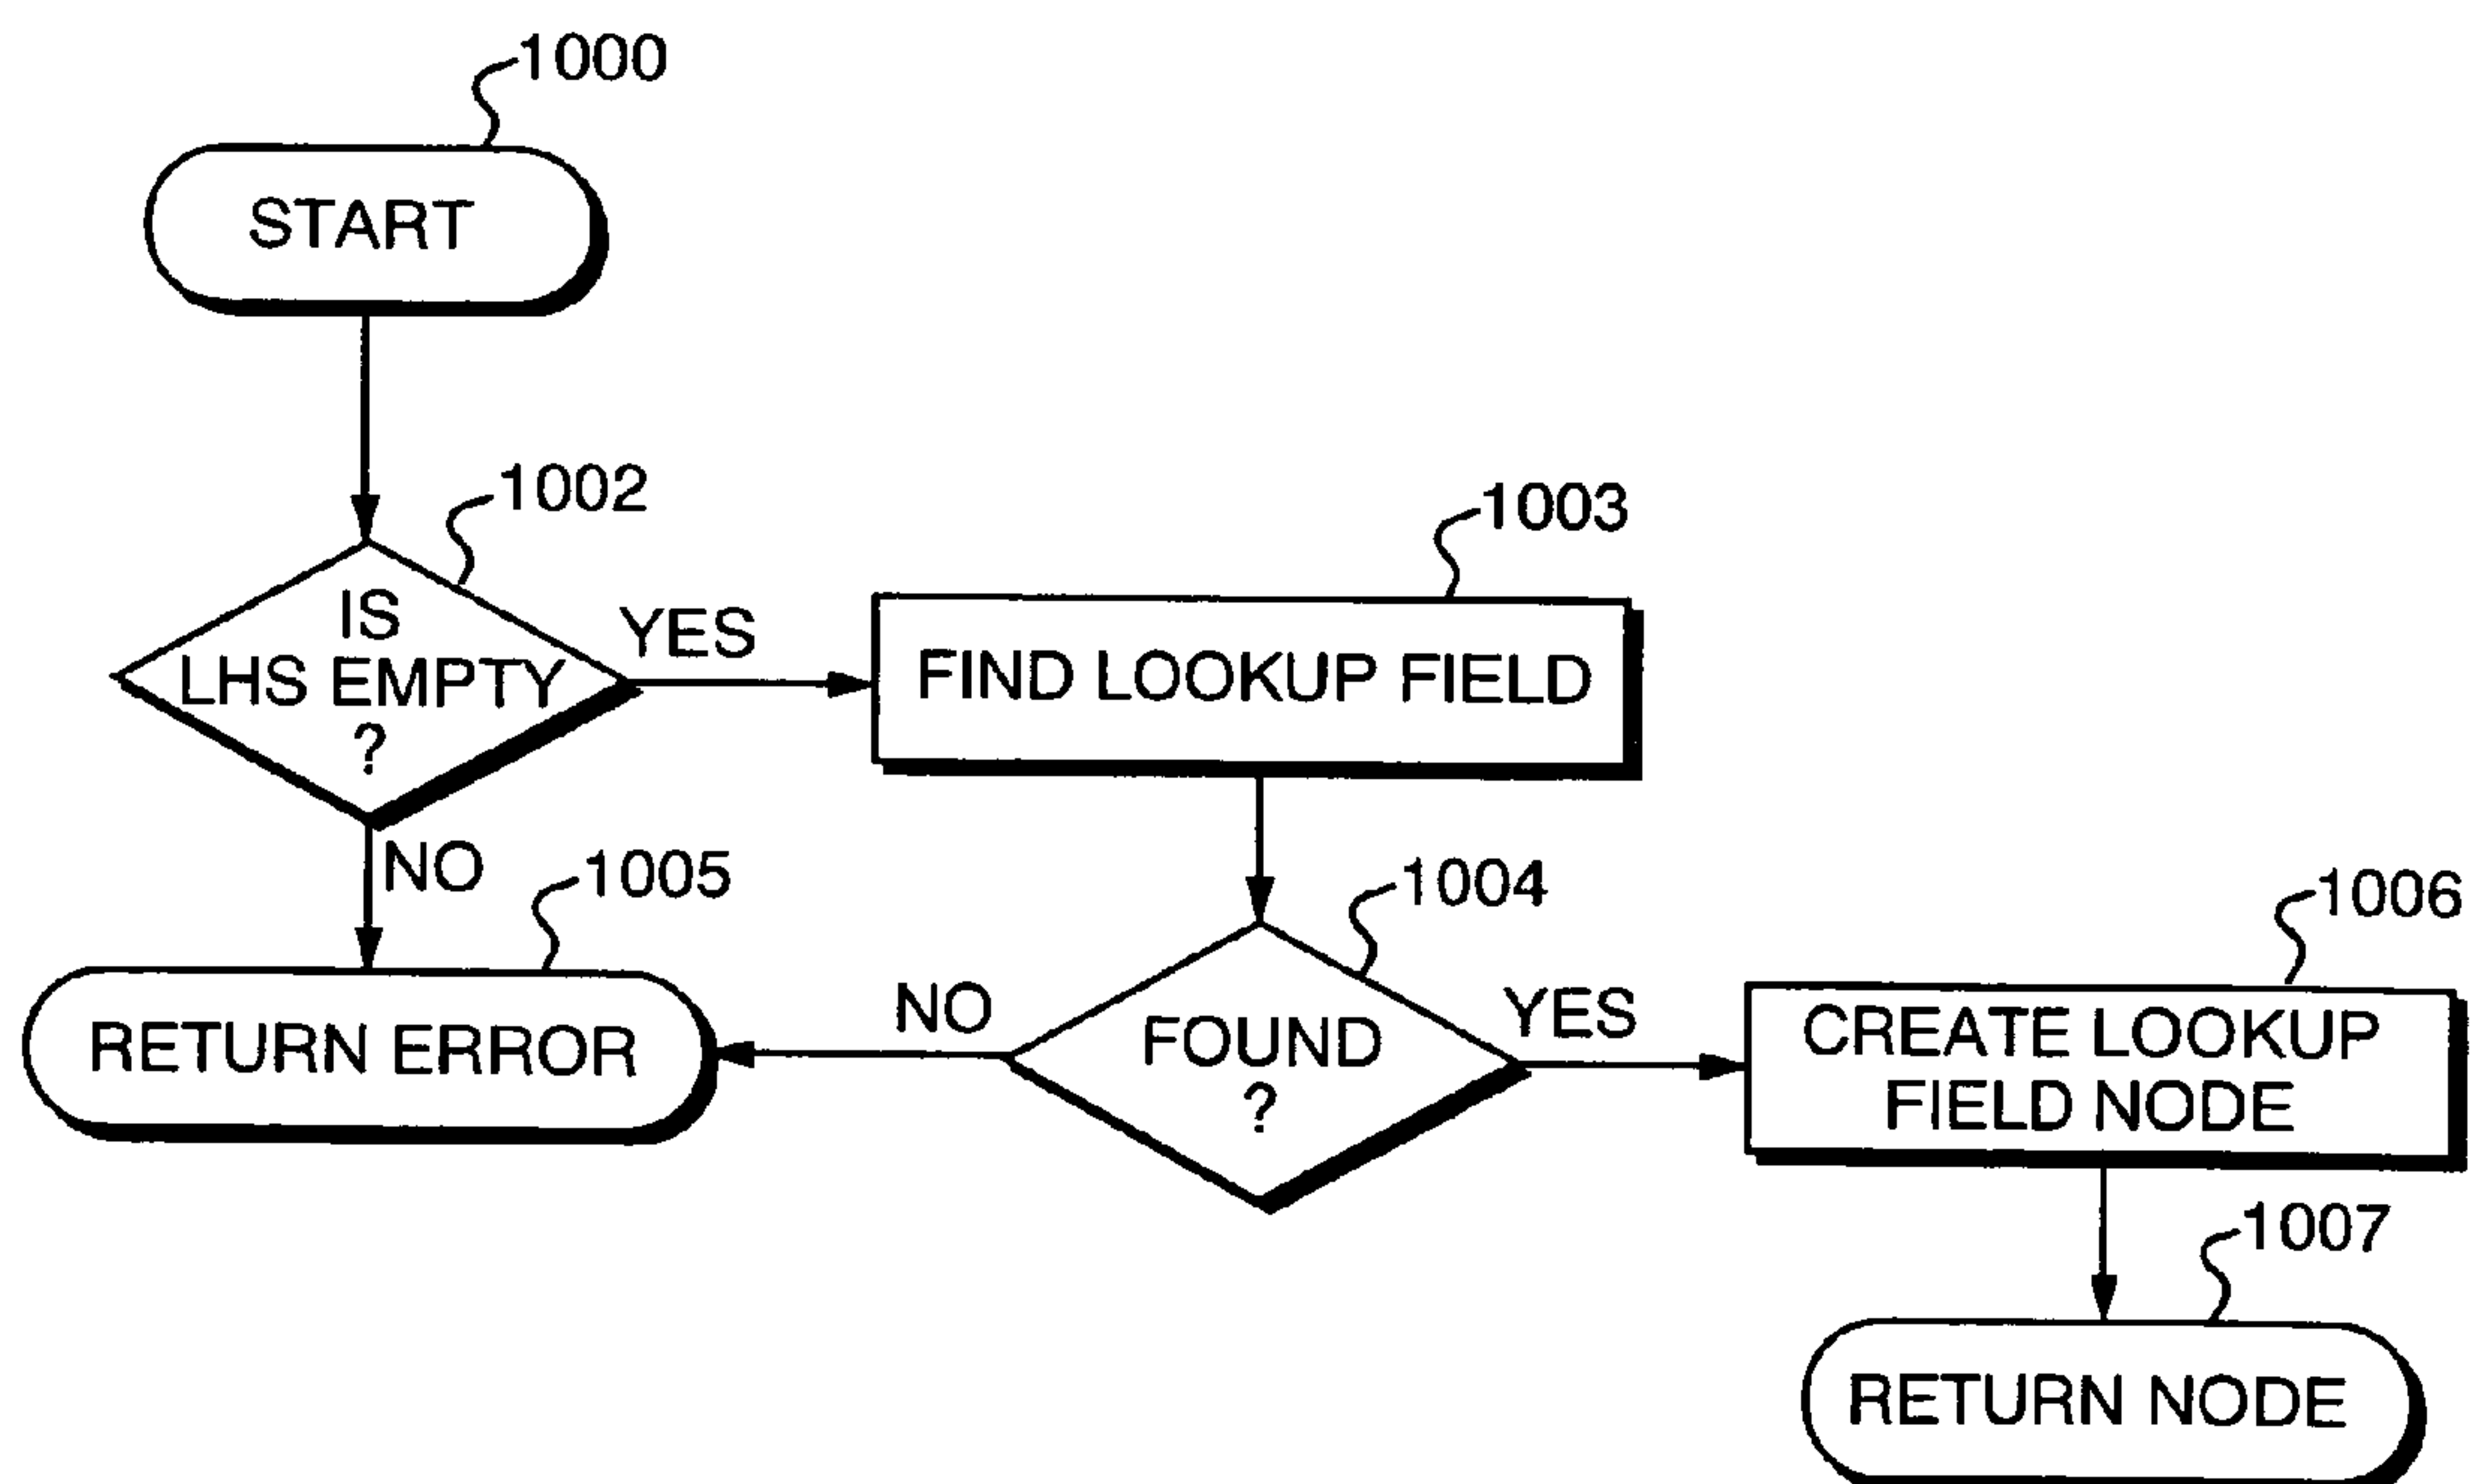 1000
START
1002
IS
LHS EMPTY
?
YES
1003
FIND LOOKUP FIELD
NO
1005
RETURN ERROR
1004
NO
FOUND
?
YES
1006
CREATE LOOKUP
FIELD NODE
1007
RETURN NODE